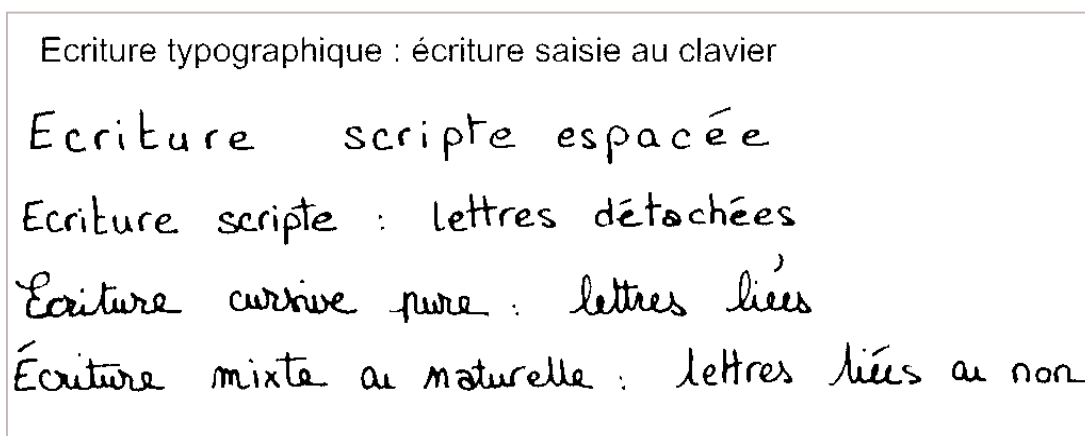 Ecriture typographique : écriture saisie au clavier
Ecriture scripte espacée
Ecriture scripte : lettres détachées
Ecriture cursive pure : lettres liées
Écriture mixte ou naturelle : lettres liées ou non